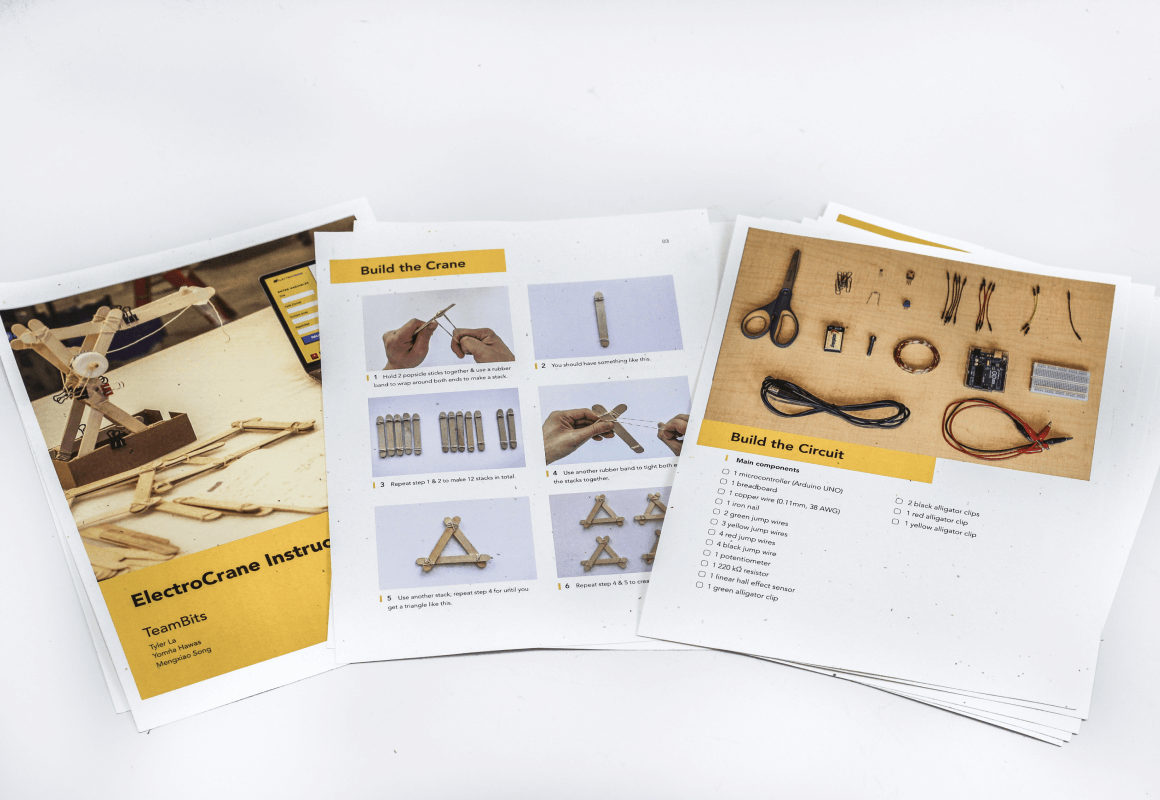 ElectroCrane Instruc
TeamBits
Tyler La
Yomna Hawas
Mengxiao Song
Build the Crane
1 Hold 2 popsicle sticks together & use a rubber
band to wrap around both ends to make a stack.
2 You should have something like this.
3 Repeat step 1 & 2 to make 12 stacks in total.
4 Use another rubber band to tight both e
the stacks together.
5 Use another stack, repeat step 4 for until you
get a triangle like this.
6 Repeat step 4 & 5 to crea
Build the Circuit
Main components
1 microcontroller (Arduino UNO)
1 breadboard
1 copper wire (0.11mm, 38 AWG)
1 iron nail
2 green jump wires
3 yellow jump wires
4 red jump wires
4 black jump wire
1 potentiometer
1 220 kΩ resistor
1 linear hall effect sensor
1 green alligator clip
2 black alligator clips
1 red alligator clip
1 yellow alligator clip